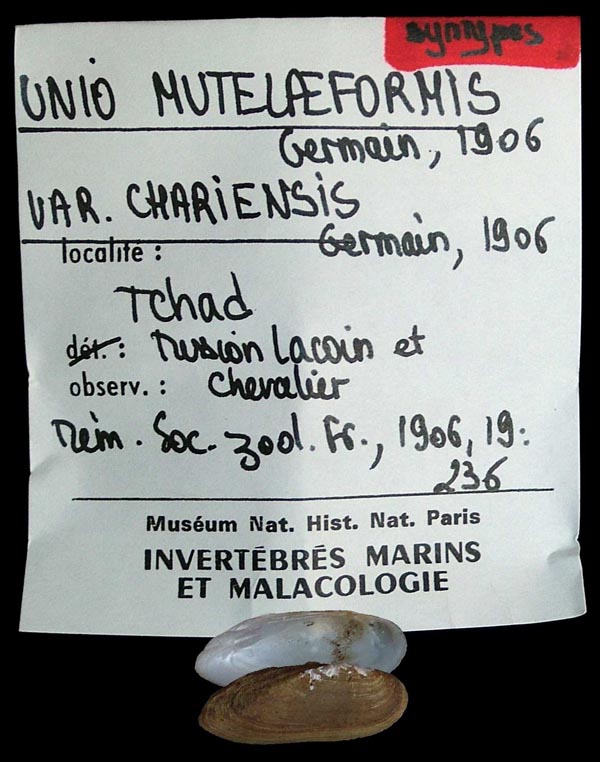 syntypes
UNIO MUTELÆFORMIS
Germain, 1906
VAR. CHARIENSIS
Germain, 1906
localité :
Tchad
dét. : Mission Lacoin et
observ. : Chevalier
Mém. Soc. zool. Fr., 1906, 19:
236
Muséum Nat. Hist. Nat. Paris
INVERTÉBRÉS MARINS
ET MALACOLOGIE